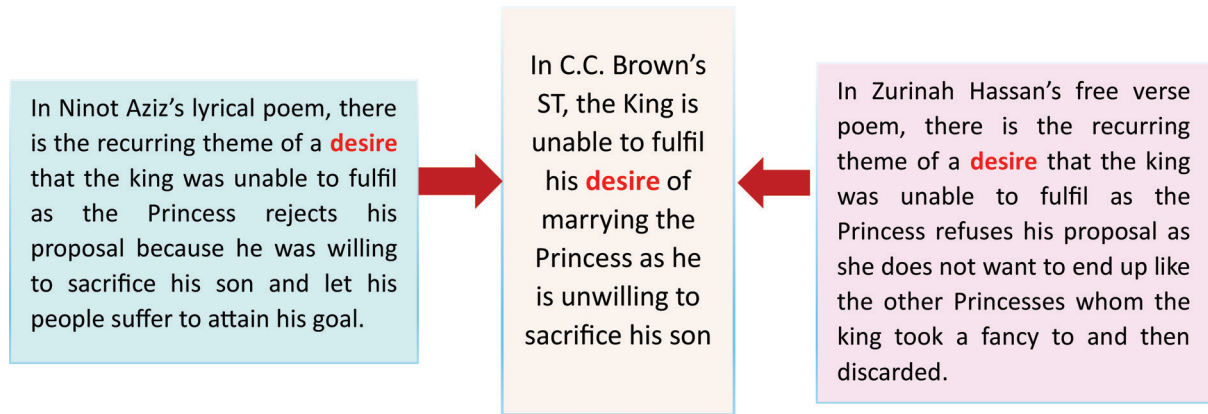 In Ninot Aziz’s lyrical poem, there
is the recurring theme of a desire
that the king was unable to fulfil
as the Princess rejects his
proposal because he was willing
to sacrifice his son and let his
people suffer to attain his goal.
In C.C. Brown’s
ST, the King is
unable to fulfil
his desire of
marrying the
Princess as he
is unwilling to
sacrifice his son
In Zurinah Hassan’s free verse
poem, there is the recurring
theme of a desire that the king
was unable to fulfil as the
Princess refuses his proposal as
she does not want to end up like
the other Princesses whom the
king took a fancy to and then
discarded.